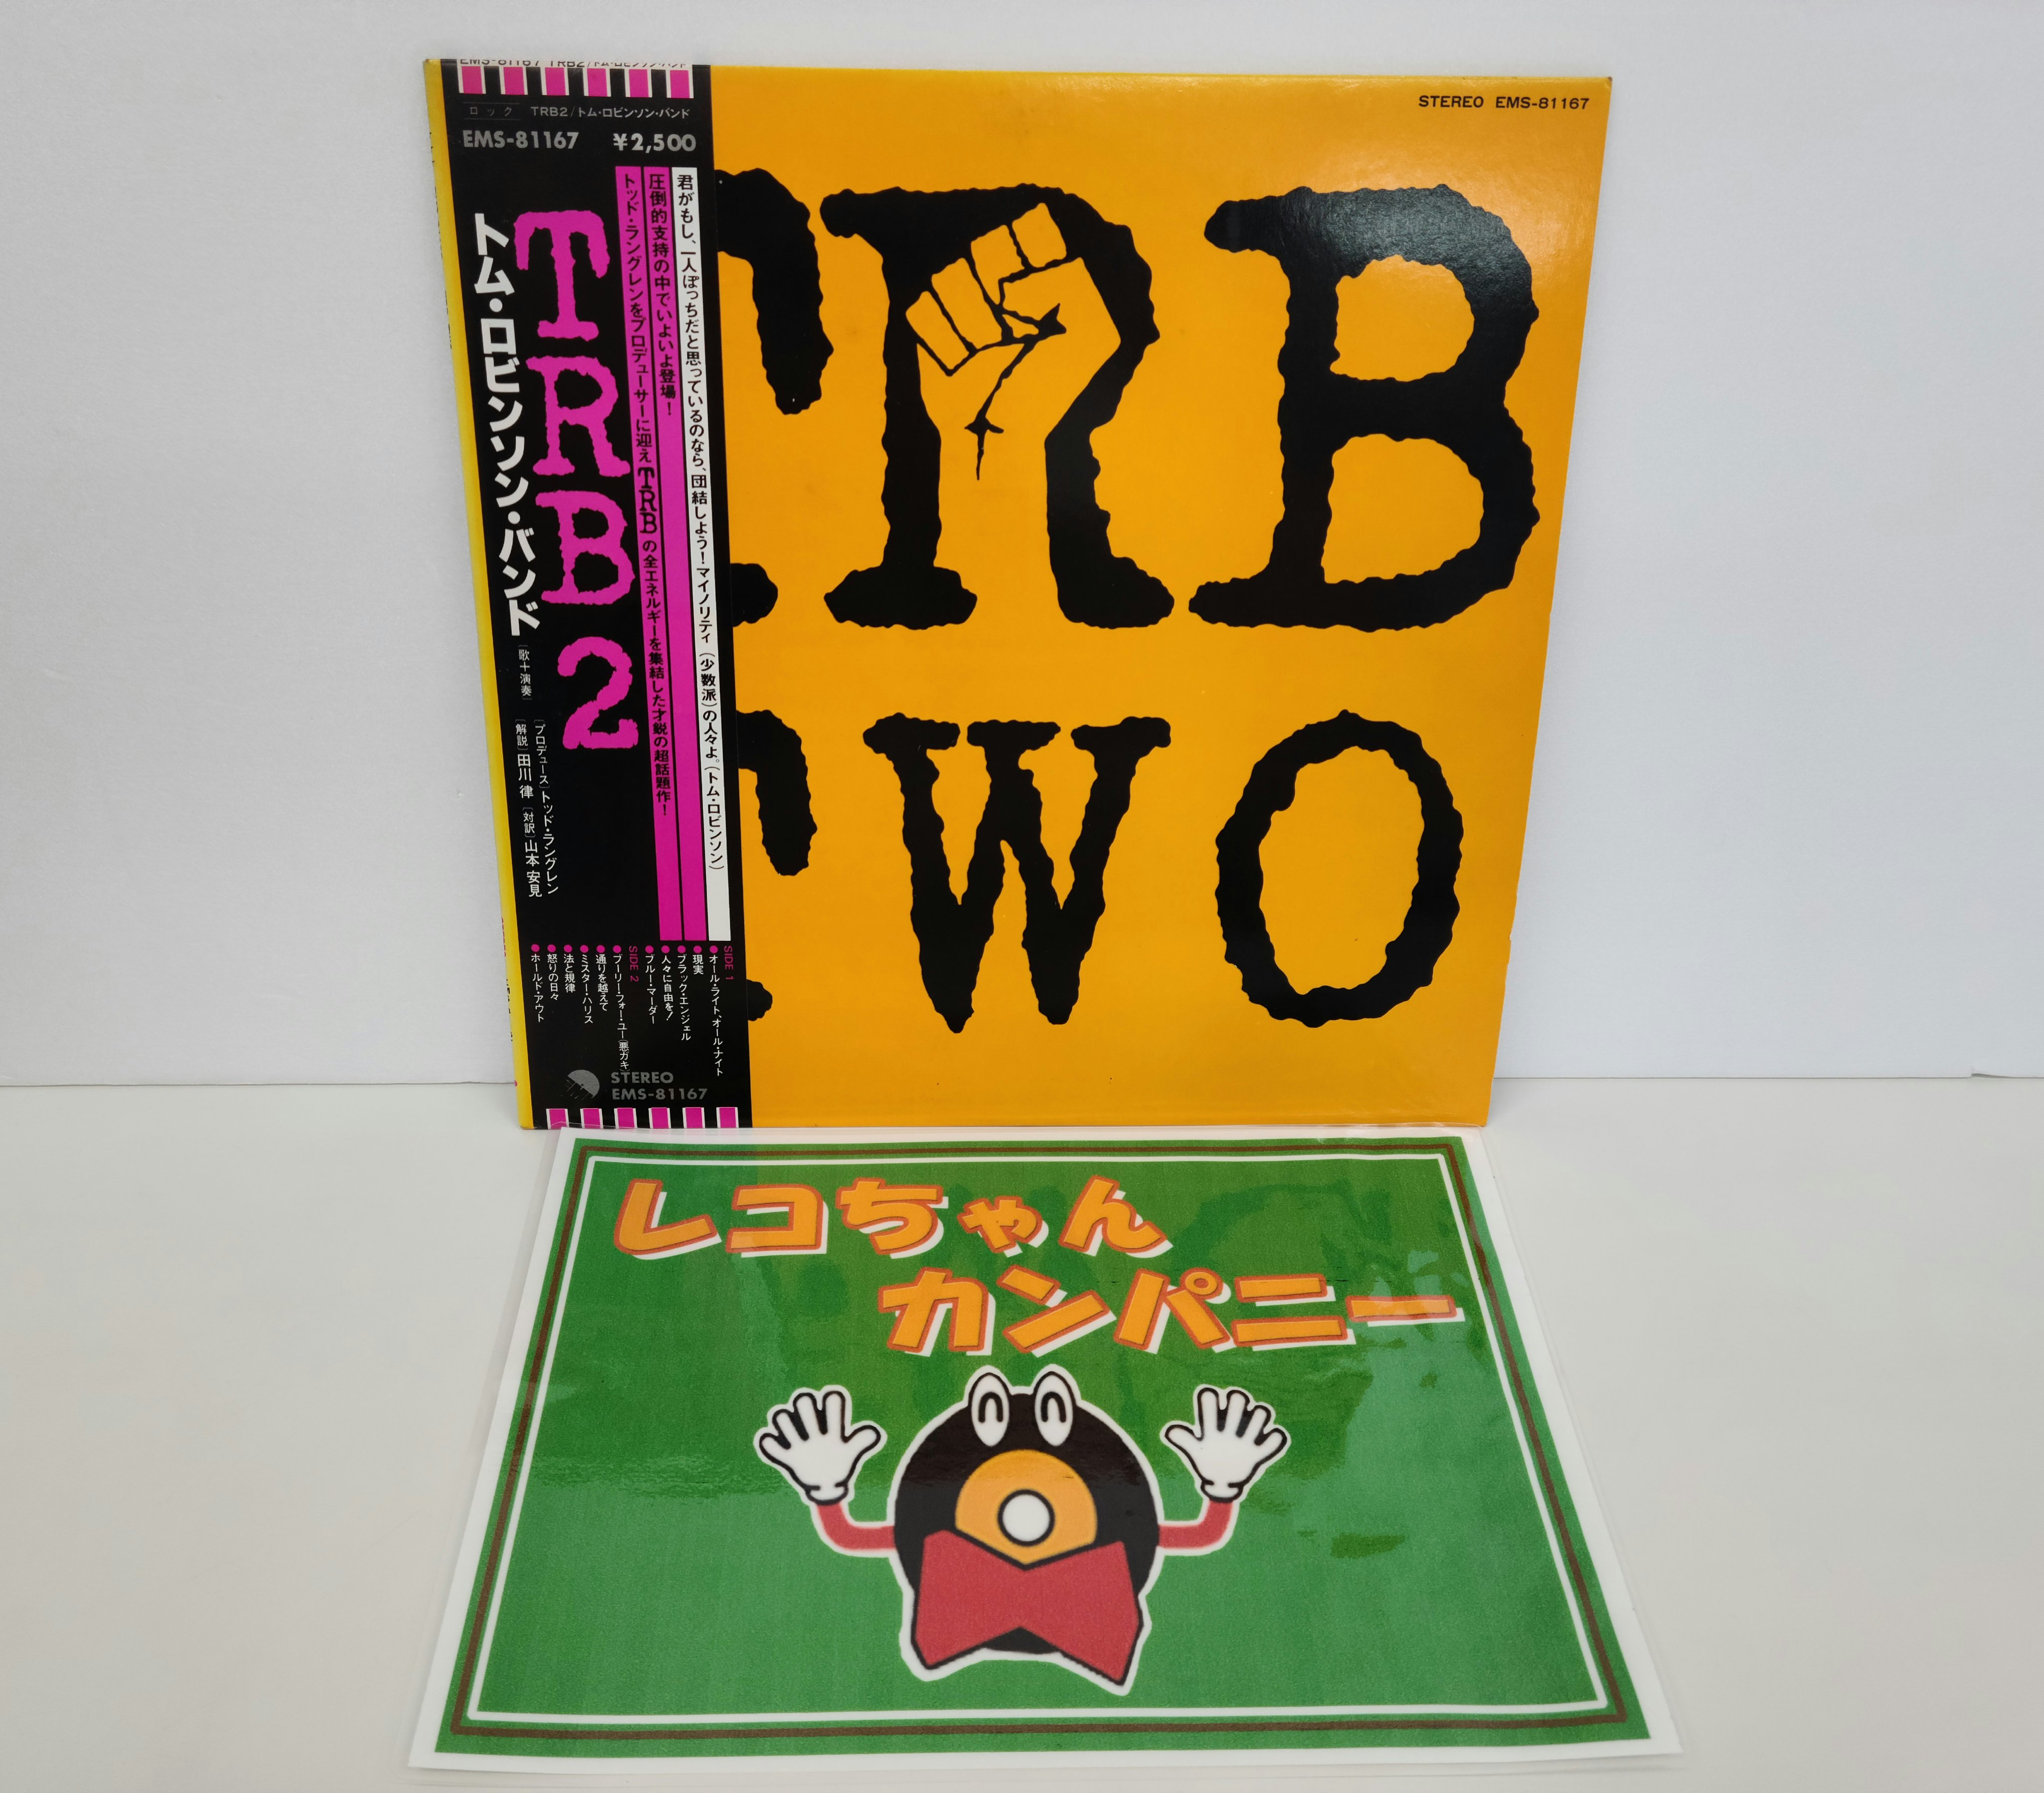 EMS-81167 TRB2/トム・ロビンソン・バンド
ロック TRB2/トム・ロビンソン・バンド
EMS-81167 ¥2,500
君がもし、一人ぽっちだと思っているのなら、団結しよう!マイノリティ(少数派)の人々よ。(トム・ロビンソン)
圧倒的支持の中でいよいよ登場!
トッド・ラングレンをプロデューサーに迎えTRBの全エネルギーを集結した才鋭の超話題作!
TRB 2
トム・ロビンソン・バンド
[歌+演奏]
[プロデュース]トッド・ラングレン
[解説]田川 律 [対訳]山本 安見
SIDE 1
●オール・ライト、オール・ナイト
●現実
●ブラック・エンジェル
●人々に自由を!
●ブルー・マーダー
SIDE 2
●ブーリー・フォー・ユー(悪ガキ)
●通りを越えて
●ミスター・ハリス
●法と規律
●怒りの日々
●ホールド・アウト
STEREO
EMS-81167
STEREO EMS-81167
TRB
TWO
レコちゃん
カンパニー